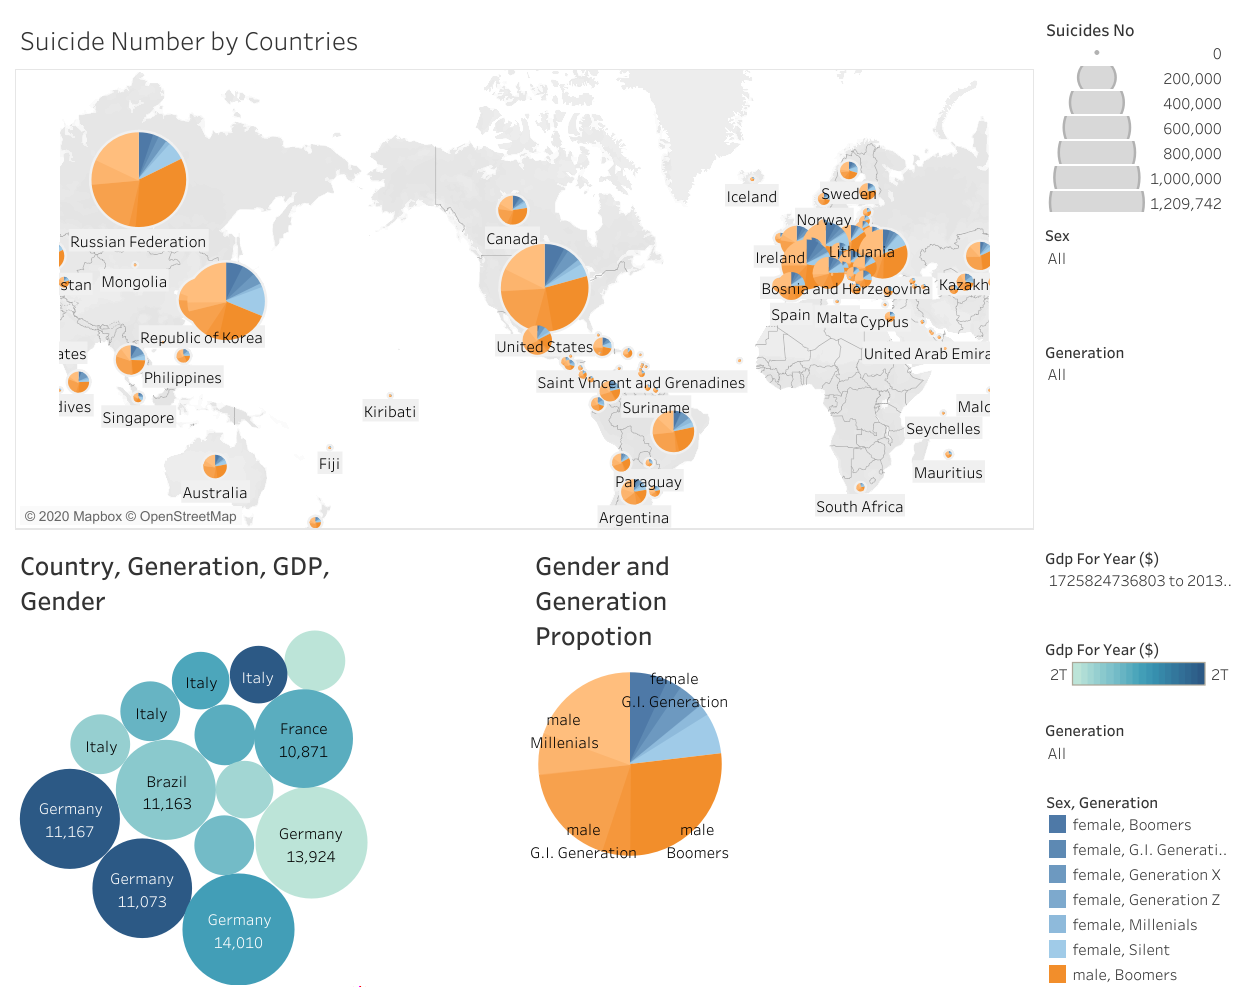 Suicide Number by Countries
Suicides No
0
200,000
400,000
600,000
800,000
1,000,000
1,209,742
Sex
All
Generation
All
Iceland
Sweden
Norway
Russian Federation
Canada
Ireland
Lithuania
stan
Mongolia
Bosnia and Herzegovina
Kazakh
Spain
Malta
Cyprus
Republic of Korea
United States
ates
United Arab Emira
Philippines
Saint Vincent and Grenadines
dives
Singapore
Kiribati
Suriname
Malc
Seychelles
Fiji
Mauritius
Australia
Paraguay
South Africa
Argentina
© 2020 Mapbox © OpenStreetMap
Country, Generation, GDP,
Gender
Italy
Italy
Italy
Italy
France
10,871
Brazil
11,163
Germany
11,167
Germany
13,924
Germany
11,073
Germany
14,010
Gender and
Generation
Propotion
female
G.I. Generation
male
Millenials
male
G.I. Generation
male
Boomers
Gdp For Year ($)
1725824736803 to 2013..
Gdp For Year ($)
2T
2T
Generation
All
Sex, Generation
female, Boomers
female, G.I. Generati..
female, Generation X
female, Generation Z
female, Millenials
female, Silent
male, Boomers